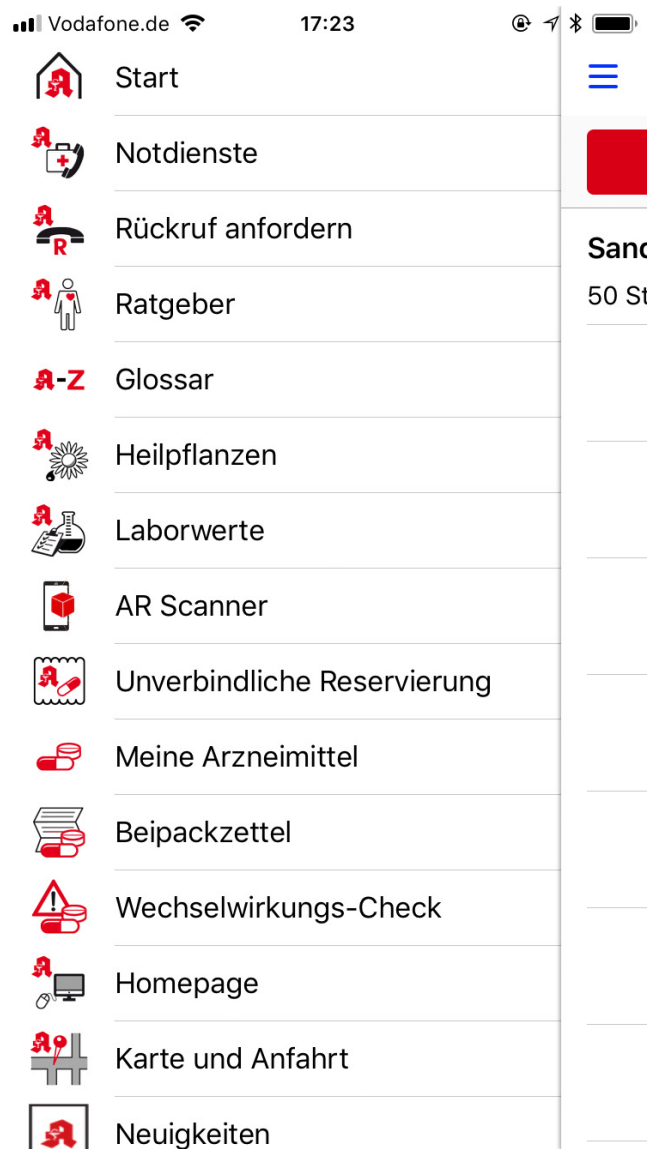 Vodafone.de 17:23
Start
Notdienste
Rückruf anfordern
R
Ratgeber
A-Z Glossar
Heilpflanzen
Laborwerte
AR Scanner
Unverbindliche Reservierung
Meine Arzneimittel
Beipackzettel
Wechselwirkungs-Check
Homepage
Karte und Anfahrt
Neuigkeiten
50